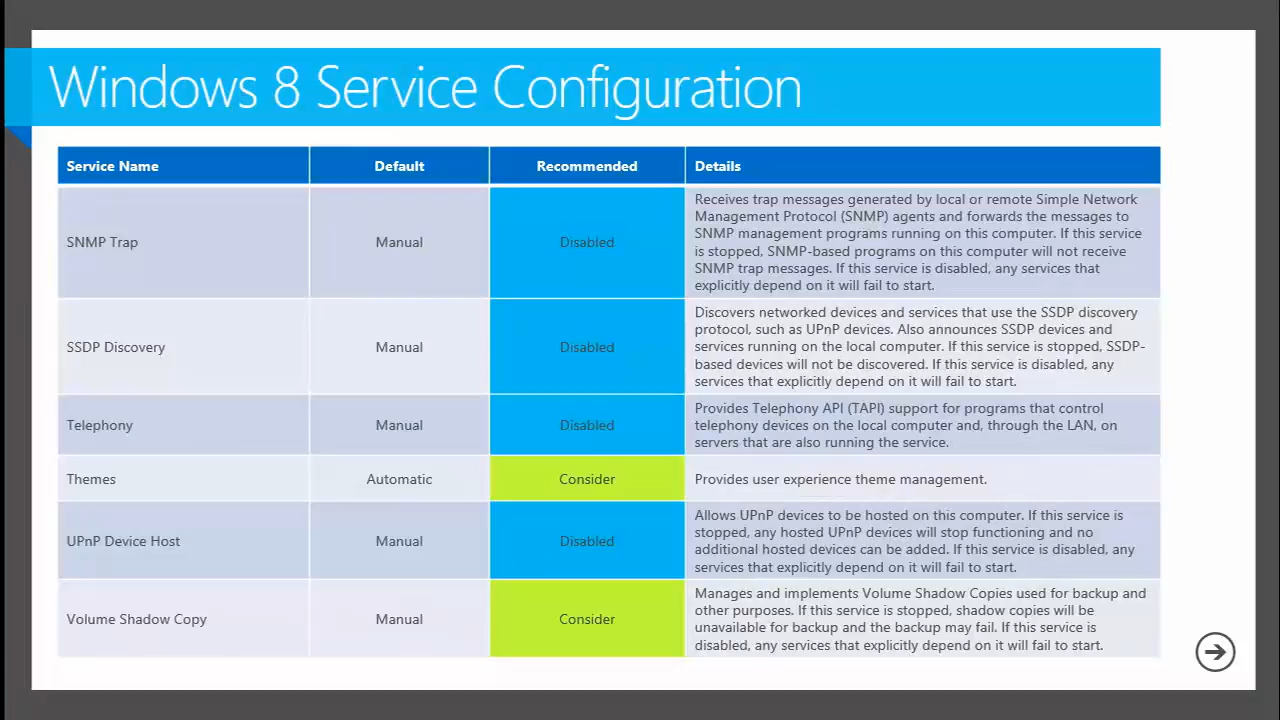 Windows 8 Service Configuration
Service Name Default Recommended Details
SNMP Trap Manual Disabled
Receives trap messages generated by local or remote Simple Network
Management Protocol (SNMP) agents and forwards the messages to
SNMP management programs running on this computer. If this service
is stopped, SNMP-based programs on this computer will not receive
SNMP trap messages. If this service is disabled, any services that
explicitly depend on it will fail to start.
SSDP Discovery Manual Disabled
Discovers networked devices and services that use the SSDP discovery
protocol, such as UPnP devices. Also announces SSDP devices and
services running on the local computer. If this service is stopped, SSDP-
based devices will not be discovered. If this service is disabled, any
services that explicitly depend on it will fail to start.
Telephony Manual Disabled
Provides Telephony API (TAPI) support for programs that control
telephony devices on the local computer and, through the LAN, on
servers that are also running the service.
Themes Automatic Consider Provides user experience theme management.
UPnP Device Host Manual Disabled
Allows UPnP devices to be hosted on this computer. If this service is
stopped, any hosted UPnP devices will stop functioning and no
additional hosted devices can be added. If this service is disabled, any
services that explicitly depend on it will fail to start.
Volume Shadow Copy Manual Consider
Manages and implements Volume Shadow Copies used for backup and
other purposes. If this service is stopped, shadow copies will be
unavailable for backup and the backup may fail. If this service is
disabled, any services that explicitly depend on it will fail to start.